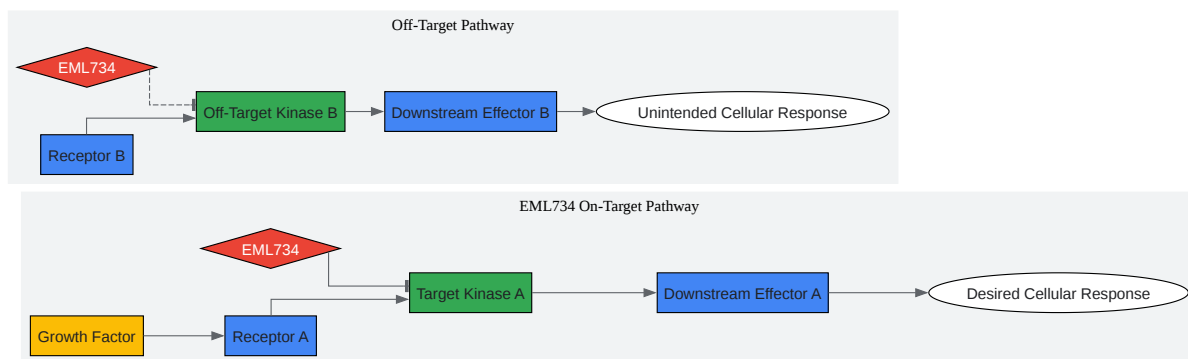 Off-Target Pathway
EML734
Off-Target Kinase B
Downstream Effector B
Unintended Cellular Response
Receptor B
EML734 On-Target Pathway
EML734
Target Kinase A
Downstream Effector A
Desired Cellular Response
Growth Factor
Receptor A